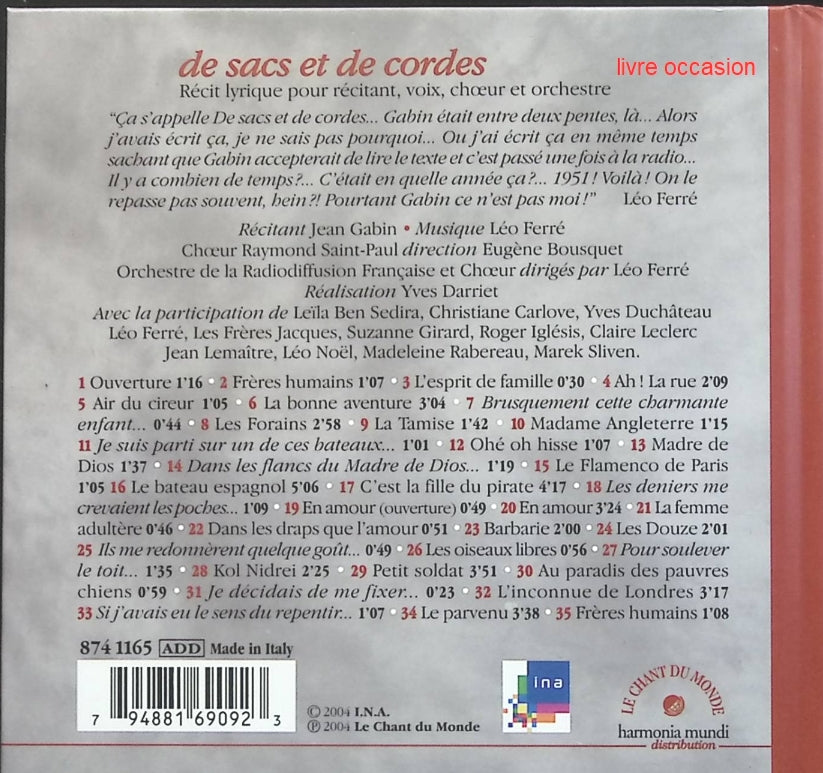 de sacs et de cordes
livre occasion
Récit lyrique pour récitant, voix, chœur et orchestre
“Ça s’appelle De sacs et de cordes... Gabin était entre deux pentes, là... Alors
j’avais écrit ça, je ne sais pas pourquoi... Ou j’ai écrit ça en même temps
sachant que Gabin accepterait de lire le texte et c’est passé une fois à la radio...
Il y a combien de temps ?... C’était en quelle année ça ?... 1951 ! Voilà ! On le
repasse pas souvent, hein ?! Pourtant Gabin ce n’est pas moi !” Léo Ferré
Récitant Jean Gabin • Musique Léo Ferré
Chœur Raymond Saint-Paul direction Eugène Bousquet
Orchestre de la Radiodiffusion Française et Chœur dirigés par Léo Ferré
Réalisation Yves Darriet
Avec la participation de Leïla Ben Sedira, Christiane Carlove, Yves Duchâteau
Léo Ferré, Les Frères Jacques, Suzanne Girard, Roger Iglésis, Claire Leclerc
Jean Lemaître, Léo Noël, Madeleine Rabereau, Marek Sliven.
1 Ouverture 1’16 • 2 Frères humains 1’07 • 3 L’esprit de famille 0’30 • 4 Ah ! La rue 2’09
5 Air du cireur 1’05 • 6 La bonne aventure 3’04 • 7 Brusquement cette charmante
enfant... 0’44 • 8 Les Forains 2’58 • 9 La Tamise 1’42 • 10 Madame Angleterre 1’15
11 Je suis parti sur un de ces bateaux... 1’01 • 12 Ohé oh hisse 1’07 • 13 Madre de
Dios 1’37 • 14 Dans les flancs du Madre de Dios... 1’19 • 15 Le Flamenco de Paris
1’05 16 Le bateau espagnol 5’06 • 17 C’est la fille du pirate 4’17 • 18 Les deniers me
crevaient les poches... 1’09 • 19 En amour (ouverture) 0’49 • 20 En amour 3’24 • 21 La femme
adultère 0’46 • 22 Dans les draps que l’amour 0’51 • 23 Barbarie 2’00 • 24 Les Douze 2’01
25 Ils me redonnèrent quelque goût... 0’49 • 26 Les oiseaux libres 0’56 • 27 Pour soulever
le toit... 1’35 • 28 Kol Nidrei 2’25 • 29 Petit soldat 3’51 • 30 Au paradis des pauvres
chiens 0’59 • 31 Je décidais de me fixer... 0’23 • 32 L’inconnue de Londres 3’17
33 Si j’avais eu le sens du repentir... 1’07 • 34 Le parvenu 3’38 • 35 Frères humains 1’08
874 1165 ADD Made in Italy
7 94881 69092 3
© 2004 I.N.A.
℗ 2004 Le Chant du Monde
ina
LE CHANT DU MONDE
harmonia mundi
distribution